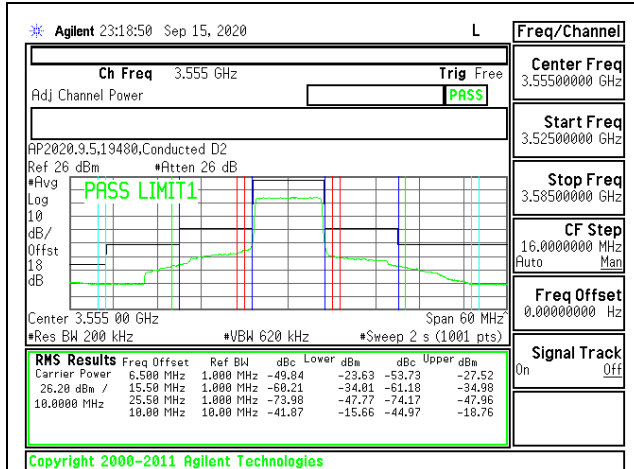 Agilent 23:18:50 Sep 15, 2020 L
Freq/Channel
Ch Freq 3.555 GHz Trig Free
Adj Channel Power PASS
AP2020.9.5,19480,Conducted D2
Ref 26 dBm #Atten 26 dB
#Avg
Log
10
dB/
Offst
18
dB
PASS LIMIT1
Center 3.555 00 GHz Span 60 MHz
#Res BW 200 kHz #VBW 620 kHz #Sweep 2 s (1001 pts)
RMS Results Freq Offset Ref BW dBc Lower dBm dBc Upper dBm
Carrier Power 6.500 MHz 1.000 MHz -49.84 -23.63 -53.73 -27.52
26.20 dBm / 15.50 MHz 1.000 MHz -60.21 -34.01 -61.18 -34.98
10.0000 MHz 25.50 MHz 1.000 MHz -73.98 -47.77 -74.17 -47.96
10.00 MHz 10.00 MHz -41.87 -15.66 -44.97 -18.76
Copyright 2000-2011 Agilent Technologies
Center Freq
3.55500000 GHz
Start Freq
3.52500000 GHz
Stop Freq
3.58500000 GHz
CF Step
16.0000000 MHz
Auto Man
Freq Offset
0.00000000 Hz
Signal Track
On Off